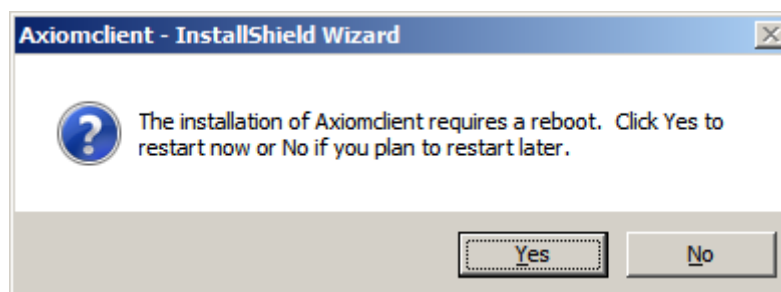 Axiomclient - InstallShield Wizard
The installation of Axiomclient requires a reboot.  Click Yes to
restart now or No if you plan to restart later.
Yes
No